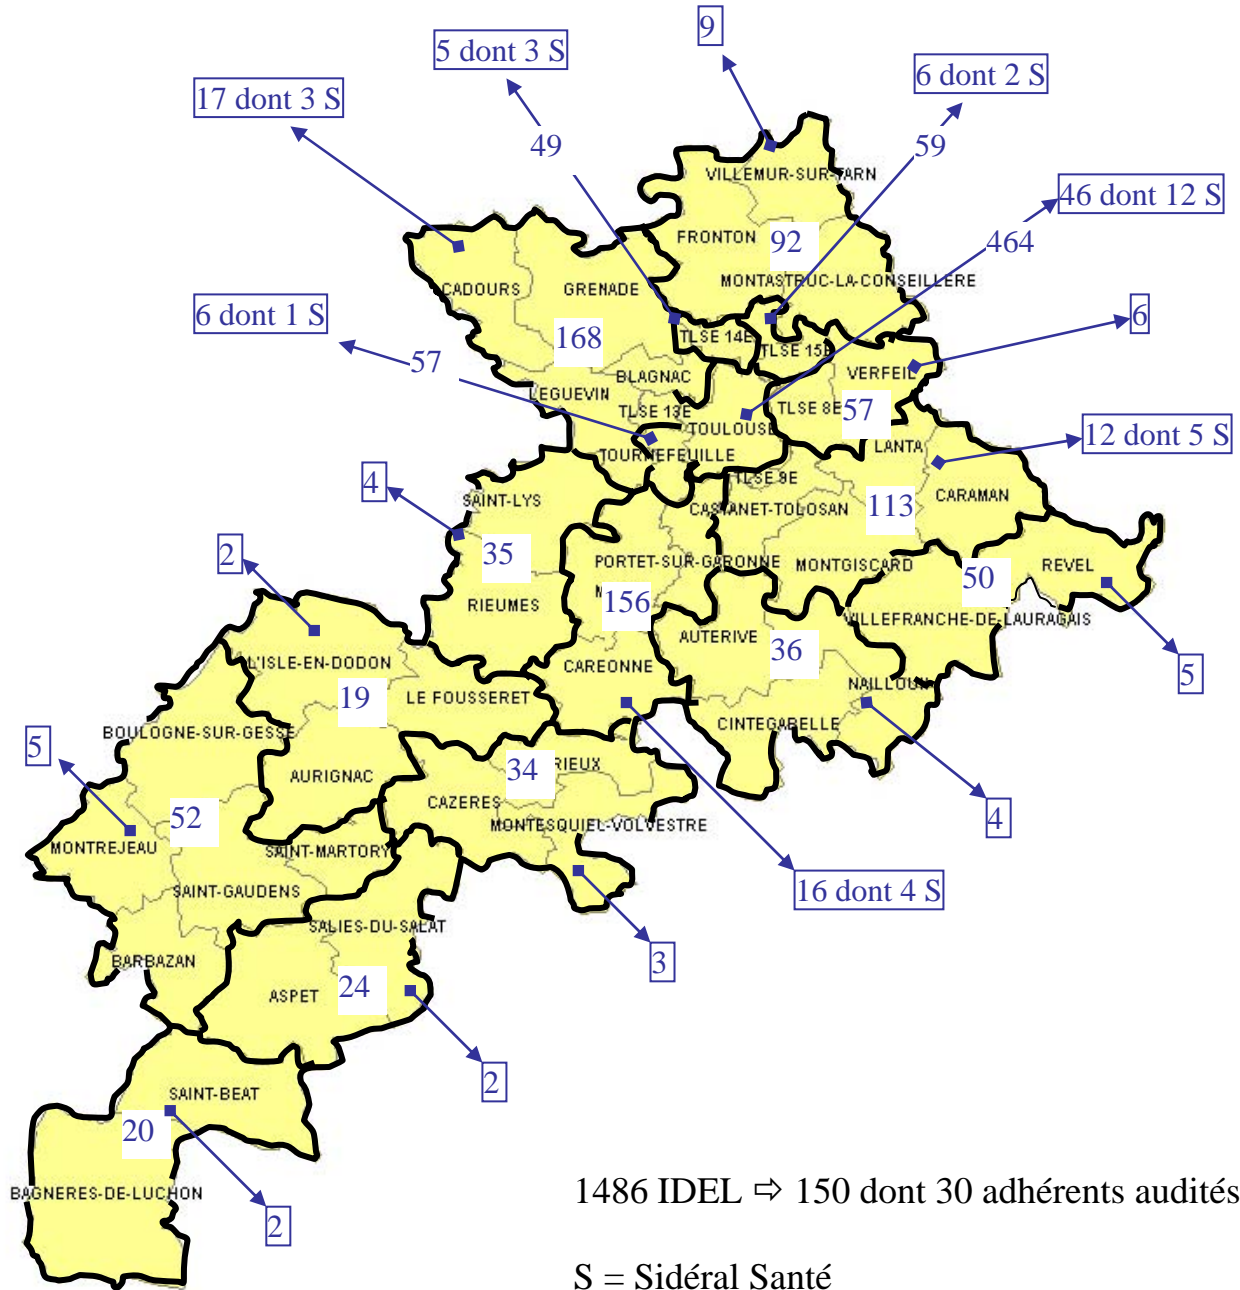 9
5 dont 3 S
6 dont 2 S
17 dont 3 S
49
59
VILLEMUR-SUR-TARN
46 dont 12 S
FRONTON
92
464
MONTASTRUC-LA-CONSEILLERE
CADOURS
GRENADE
6 dont 1 S
168
TLSE 14E
TLSE 15E
6
57
BLAGNAC
VERFEIL
LEGUEVIN
TLSE 13E
TLSE 8E
57
TOULOUSE
12 dont 5 S
TOURNEFEUILLE
LANTA
4
TLSE 9E
SAINT-LYS
CARAMAN
CASTANET-TOLOSAN
113
2
35
PORTET-SUR-GARONNE
MONTGISCARD
50
REVEL
M
156
RIEUMES
VILLEFRANCHE-DE-LAURAGAIS
AUTERIVE
36
L'ISLE-EN-DODON
CAREONNE
5
19
LE FOUSSERET
NAILLOUX
BOULOGNE-SUR-GESSE
CINTEGABELLE
5
34
RIEUX
AURIGNAC
CAZERES
4
52
MONTESQUIEL-VOLVESTRE
MONTREJEAU
SAINT-MARTORY
SAINT-GAUDENS
16 dont 4 S
SALIES-DU-SALAT
BARBAZAN
3
ASPET
24
2
SAINT-BEAT
20
BAGNERES-DE-LUCHON
2
1486 IDEL ⇨ 150 dont 30 adhérents audités
S = Sidéral Santé